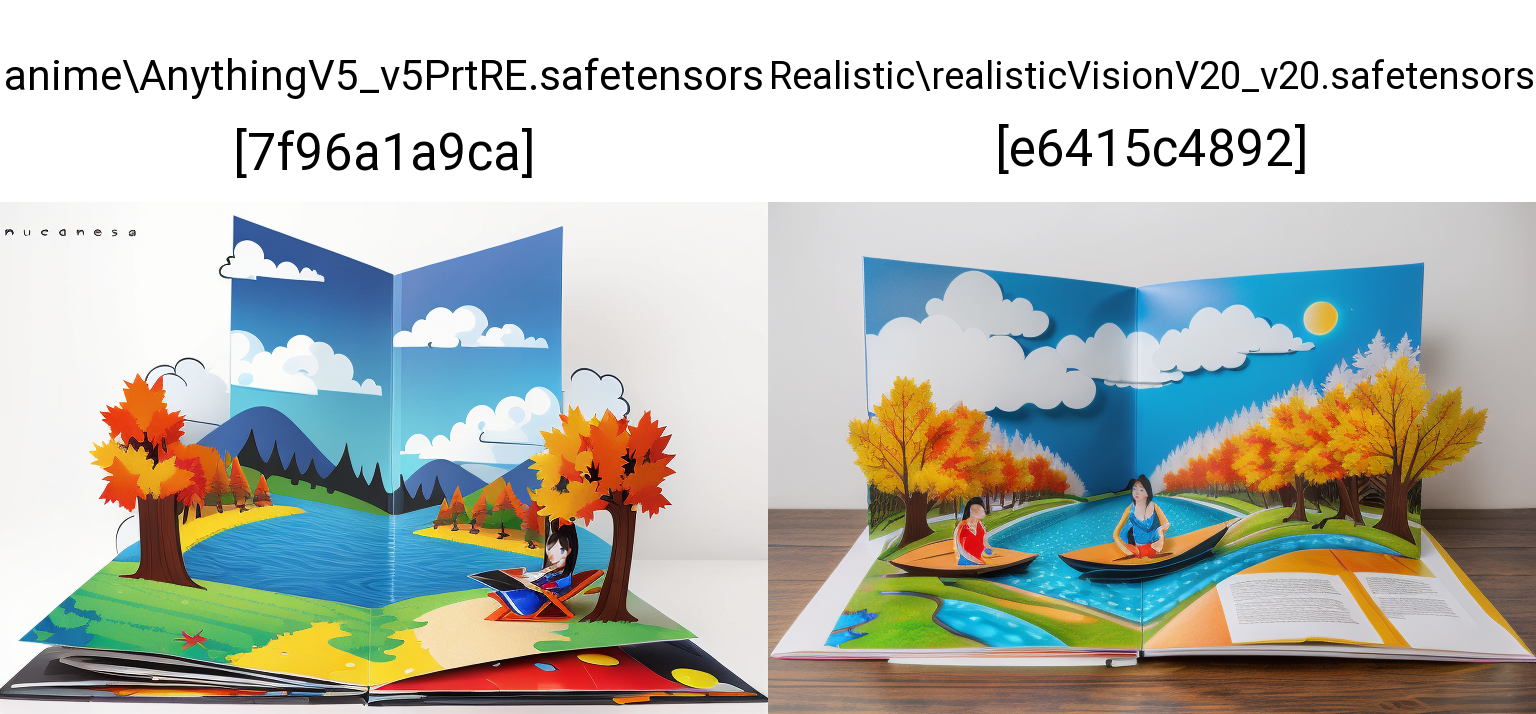 anime\AnythingV5_v5PrtRE.safetensors
[7f96a1a9ca]
Realistic\realisticVisionV20_v20.safetensors
[e6415c4892]